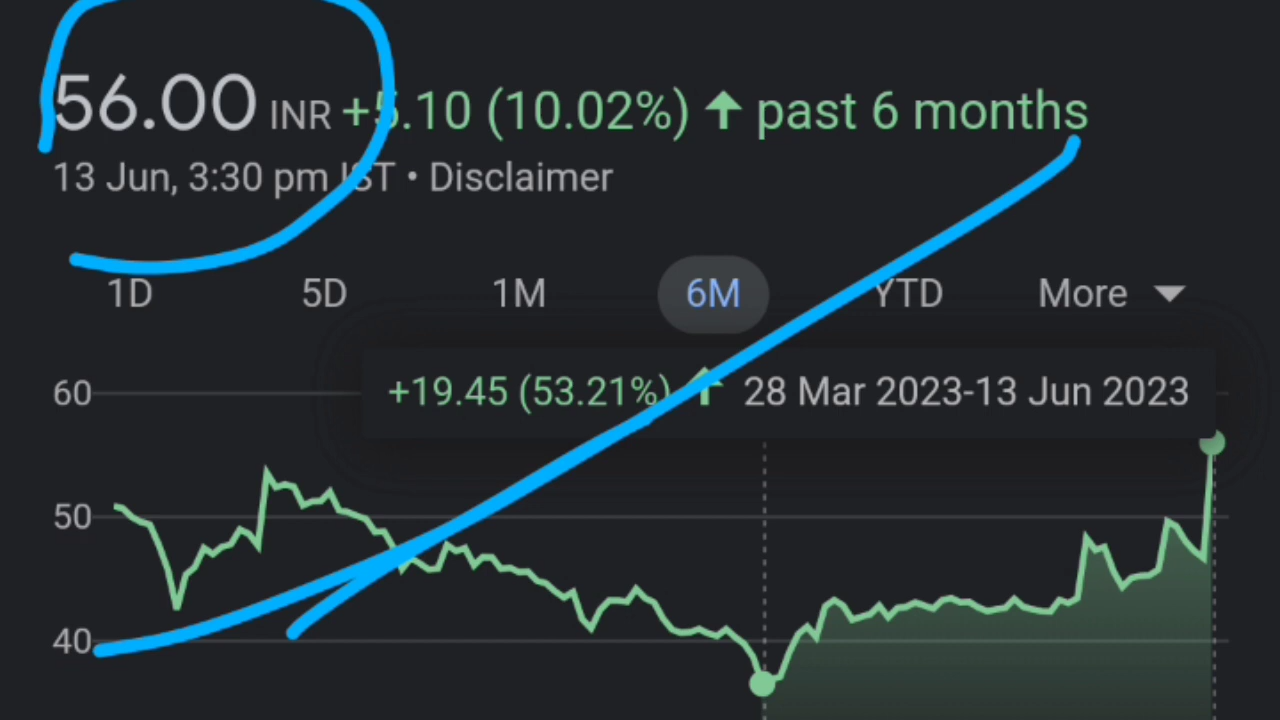 56.00 INR +5.10 (10.02%) ↑ past 6 months
13 Jun, 3:30 pm IST • Disclaimer
1D 5D 1M 6M YTD More
60 +19.45 (53.21%) ↑ 28 Mar 2023-13 Jun 2023
50
40